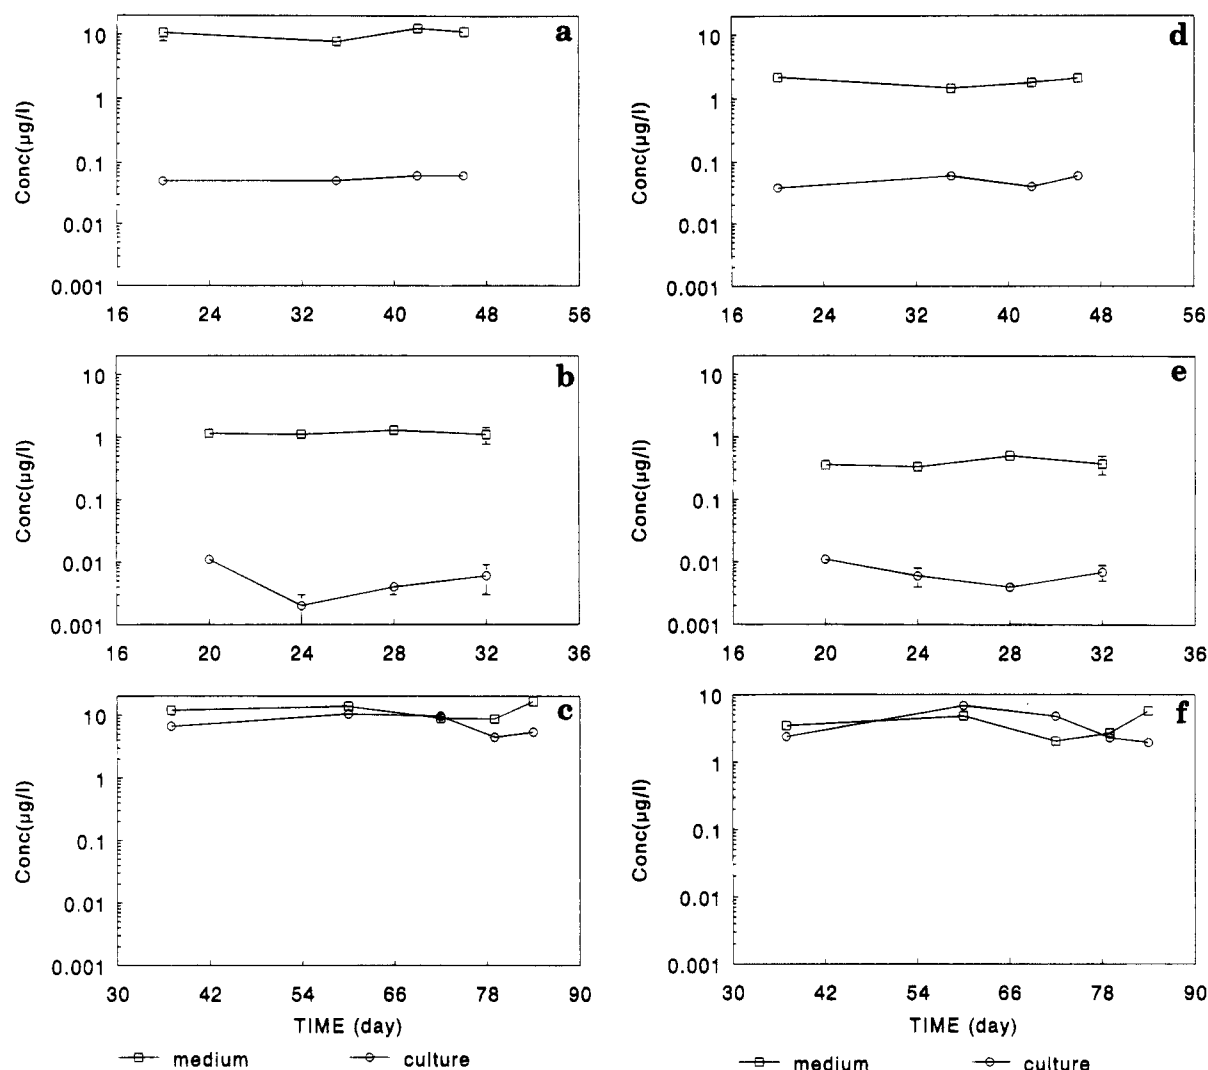 a
Conc(µg/l)
10
1
0.1
0.01
0.001
16 24 32 40 48 56
d
Conc(µg/l)
10
1
0.1
0.01
0.001
16 24 32 40 48 56
b
Conc(µg/l)
10
1
0.1
0.01
0.001
16 20 24 28 32 36
e
Conc(µg/l)
10
1
0.1
0.01
0.001
16 20 24 28 32 36
c
Conc(µg/l)
10
1
0.1
0.01
0.001
30 42 54 66 78 90
TIME (day)
medium culture
f
Conc(µg/l)
10
1
0.1
0.01
0.001
30 42 54 66 78 90
TIME (day)
medium culture